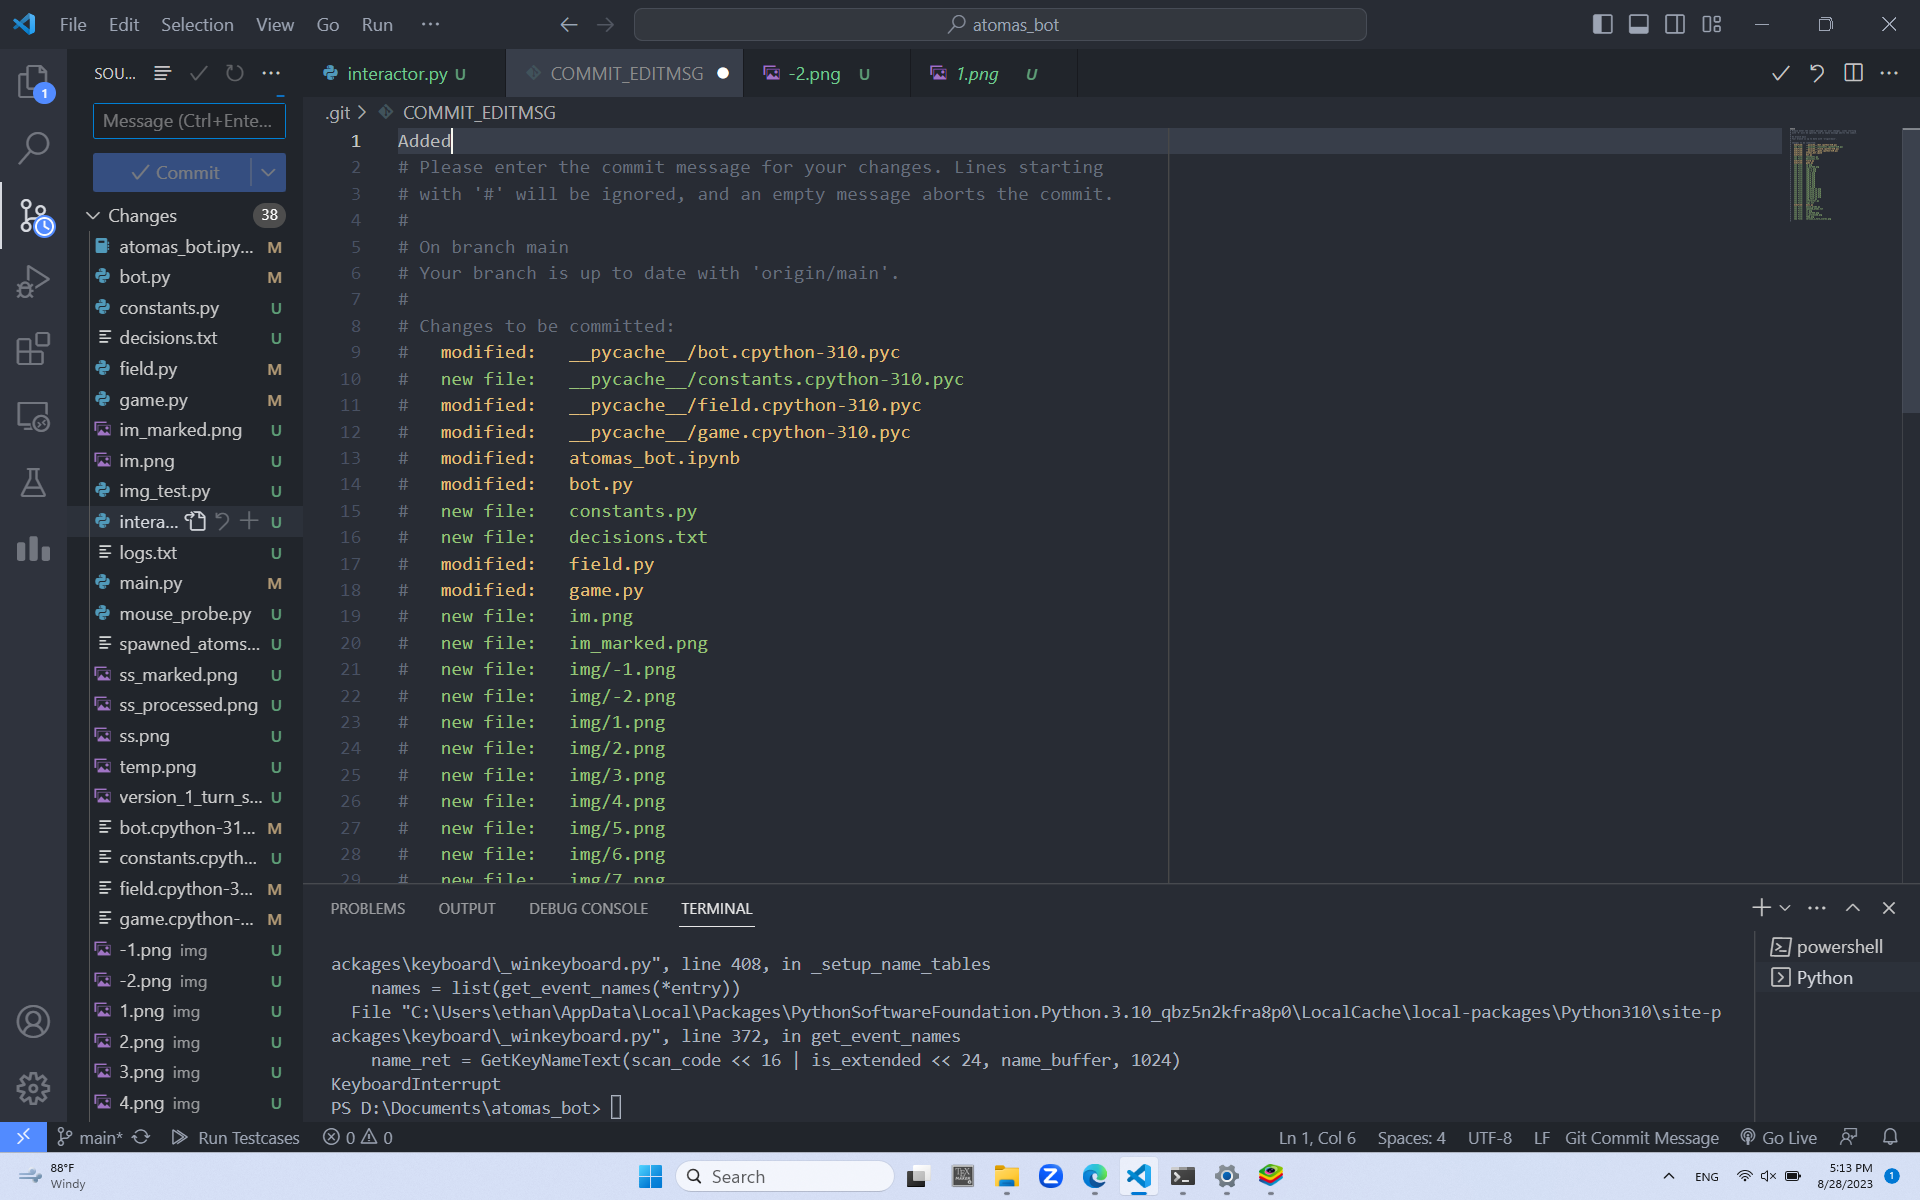 File Edit Selection View Go Run ···
atomas_bot
SOU...
interactor.py U
COMMIT_EDITMSG
-2.png U
1.png U
1
Message (Ctrl+Ente...
Commit
Changes 38
atomas_bot.ipy... M
bot.py M
constants.py U
decisions.txt U
field.py M
game.py M
im_marked.png U
im.png U
img_test.py U
intera... U
logs.txt U
main.py M
mouse_probe.py U
spawned_atoms... U
ss_marked.png U
ss_processed.png U
ss.png U
temp.png U
version_1_turn_s... U
bot.cpython-31... M
constants.cpyth... U
field.cpython-3... M
game.cpython-... M
-1.png img U
-2.png img U
1.png img U
2.png img U
3.png img U
4.png img U
.git > COMMIT_EDITMSG
1 Added
2 # Please enter the commit message for your changes. Lines starting
3 # with '#' will be ignored, and an empty message aborts the commit.
4 #
5 # On branch main
6 # Your branch is up to date with 'origin/main'.
7 #
8 # Changes to be committed:
9 # modified: __pycache__/bot.cpython-310.pyc
10 # new file: __pycache__/constants.cpython-310.pyc
11 # modified: __pycache__/field.cpython-310.pyc
12 # modified: __pycache__/game.cpython-310.pyc
13 # modified: atomas_bot.ipynb
14 # modified: bot.py
15 # new file: constants.py
16 # new file: decisions.txt
17 # modified: field.py
18 # modified: game.py
19 # new file: im.png
20 # new file: im_marked.png
21 # new file: img/-1.png
22 # new file: img/-2.png
23 # new file: img/1.png
24 # new file: img/2.png
25 # new file: img/3.png
26 # new file: img/4.png
27 # new file: img/5.png
28 # new file: img/6.png
29 # new file: img/7.png
PROBLEMS OUTPUT DEBUG CONSOLE TERMINAL
ackages\keyboard\_winkeyboard.py", line 408, in _setup_name_tables
names = list(get_event_names(*entry))
File "C:\Users\ethan\AppData\Local\Packages\PythonSoftwareFoundation.Python.3.10_qbz5n2kfra8p0\LocalCache\local-packages\Python310\site-p
ackages\keyboard\_winkeyboard.py", line 372, in get_event_names
name_ret = GetKeyNameText(scan_code << 16 | is_extended << 24, name_buffer, 1024)
KeyboardInterrupt
PS D:\Documents\atomas_bot>
powershell
Python
main* Run Testcases 0 0
Ln 1, Col 6 Spaces: 4 UTF-8 LF Git Commit Message Go Live
88°F
Windy
Search
ENG
5:13 PM
8/28/2023
1